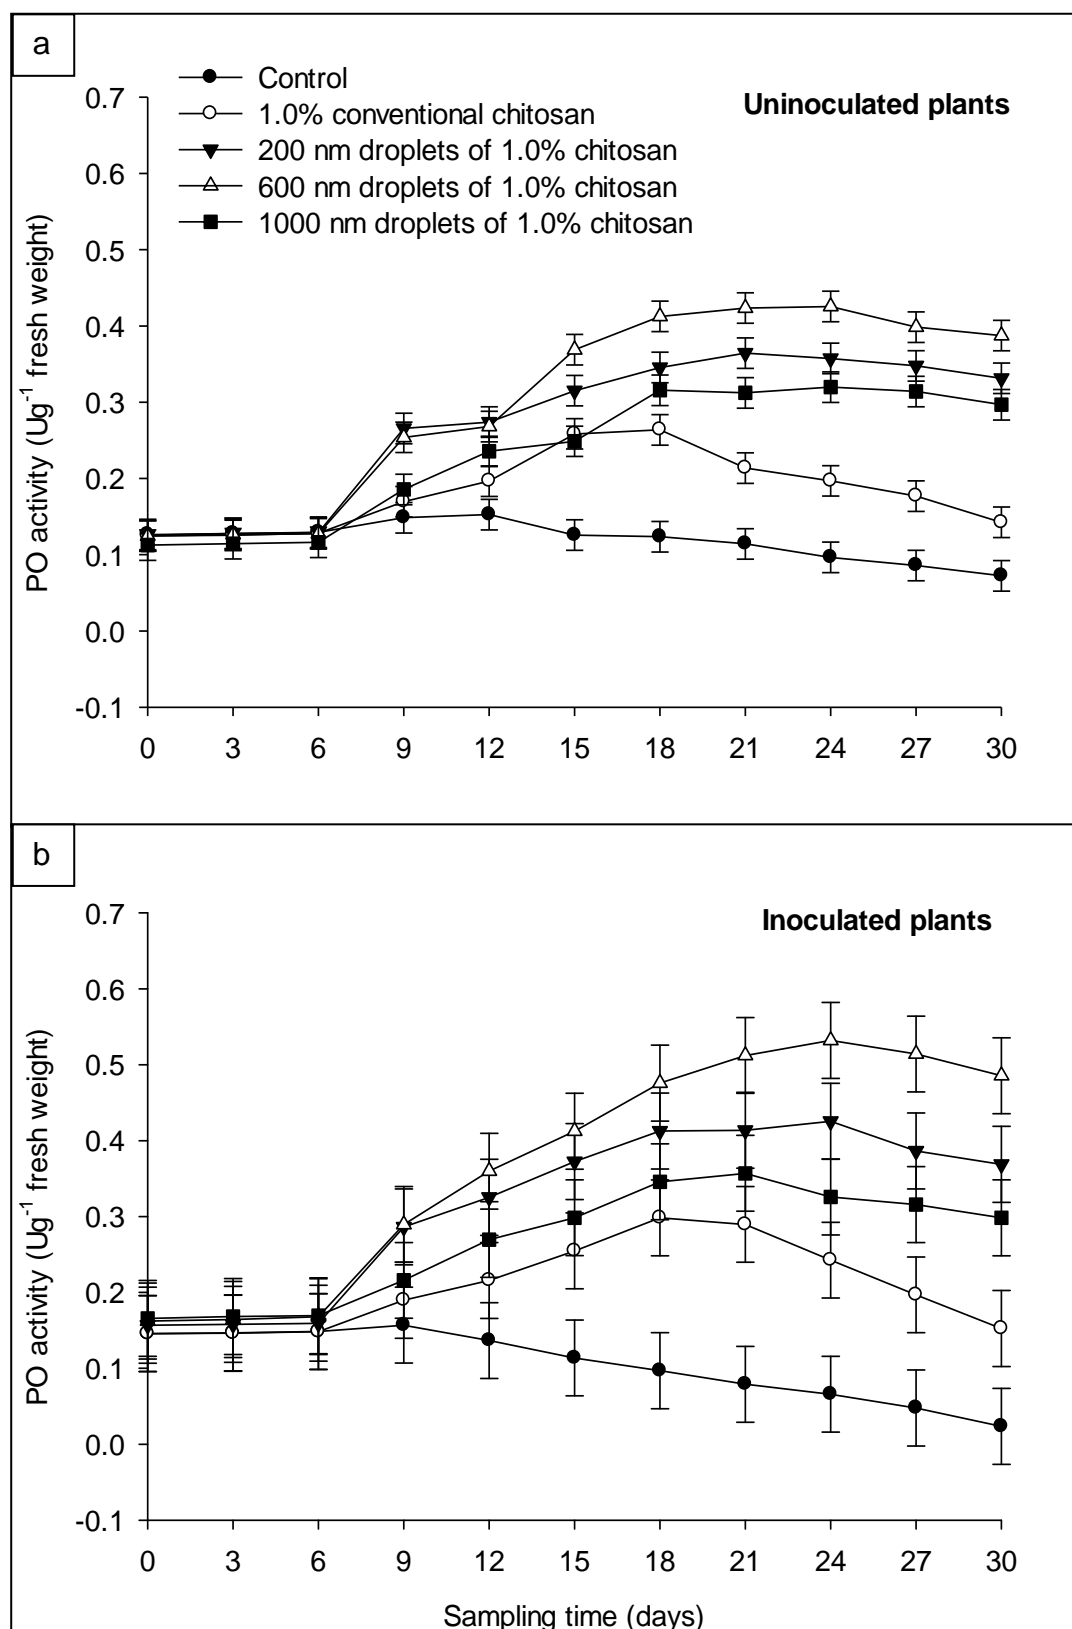 a
Control
1.0% conventional chitosan
200 nm droplets of 1.0% chitosan
600 nm droplets of 1.0% chitosan
1000 nm droplets of 1.0% chitosan
Uninoculated plants
PO activity (Ug⁻¹ fresh weight)
0.7
0.6
0.5
0.4
0.3
0.2
0.1
0.0
-0.1
0 3 6 9 12 15 18 21 24 27 30
b
Inoculated plants
PO activity (Ug⁻¹ fresh weight)
0.7
0.6
0.5
0.4
0.3
0.2
0.1
0.0
-0.1
0 3 6 9 12 15 18 21 24 27 30
Sampling time (days)